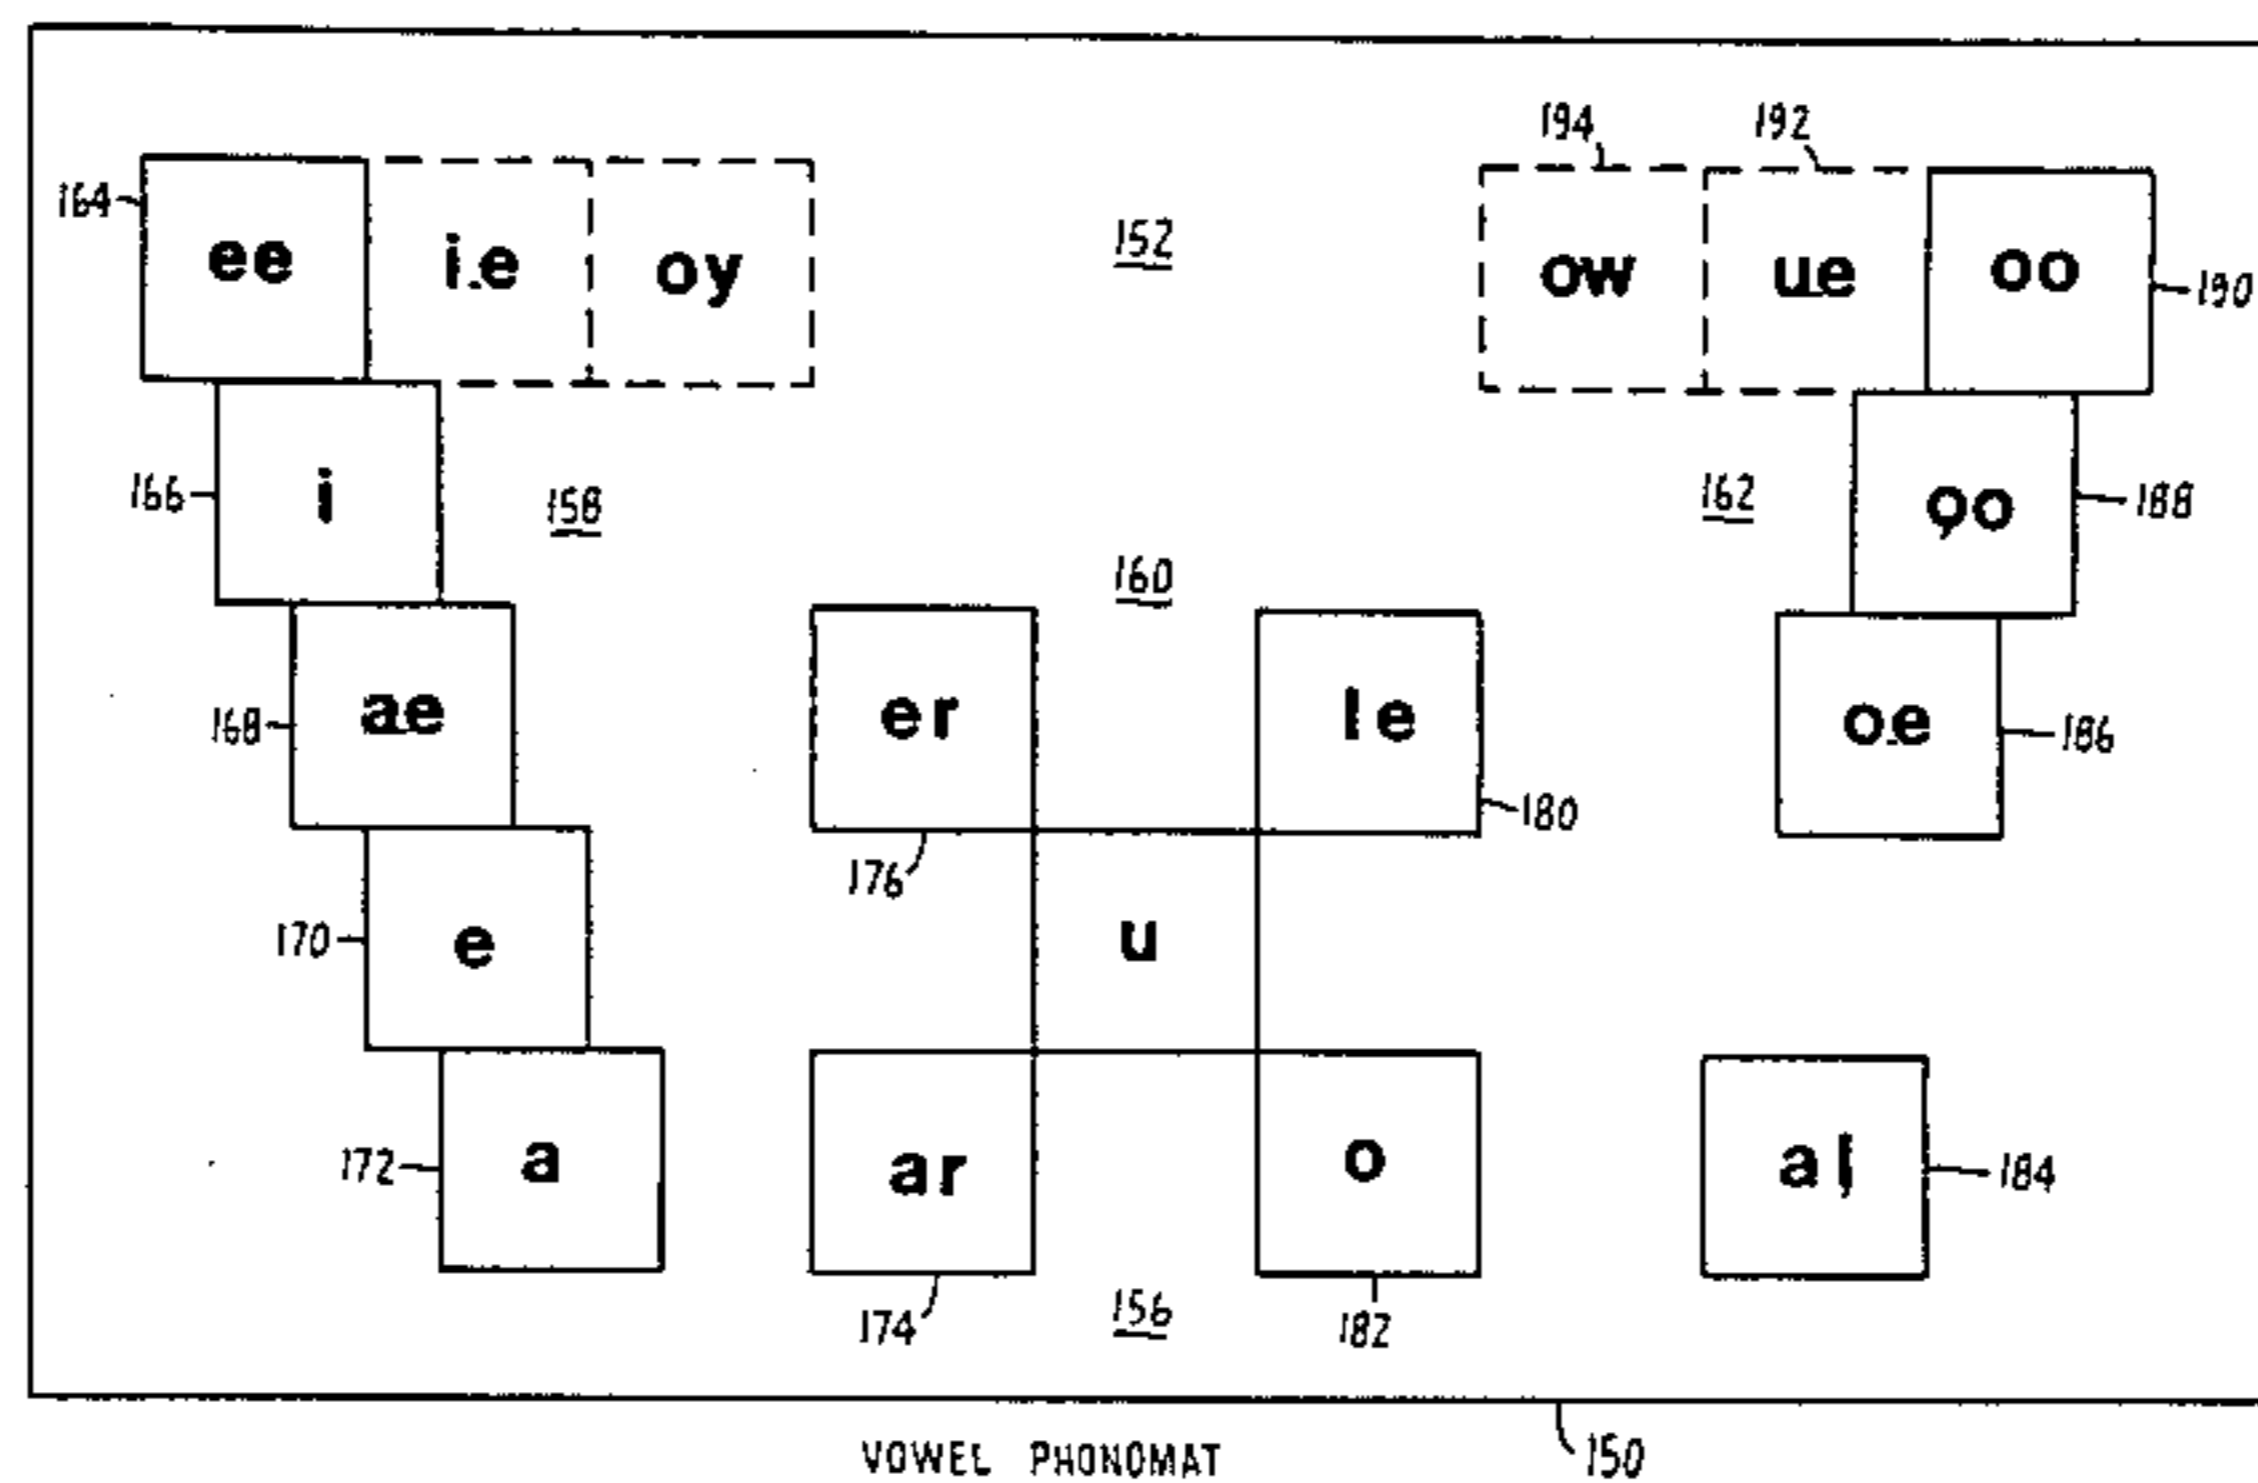 194 192
164 ee i.e oy 152 ow ue oo 190
166 i 158 162 oo 188
160
168 ae er le oe 186
180
176
170 e u
172 a ar o al 184
174 156 182
VOWEL PHONOMAT 150